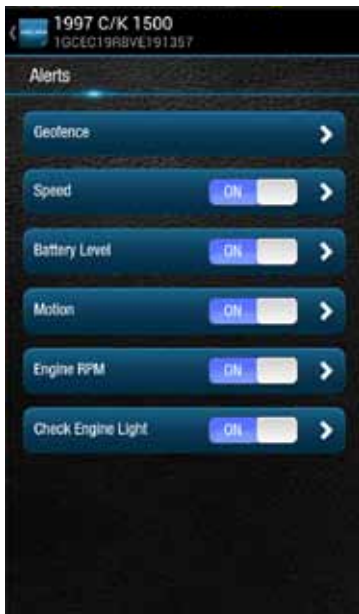 1997 C/K 1500
1GCEC19R8VE191357
Alerts
Geofence
Speed ON
Battery Level ON
Motion ON
Engine RPM ON
Check Engine Light ON